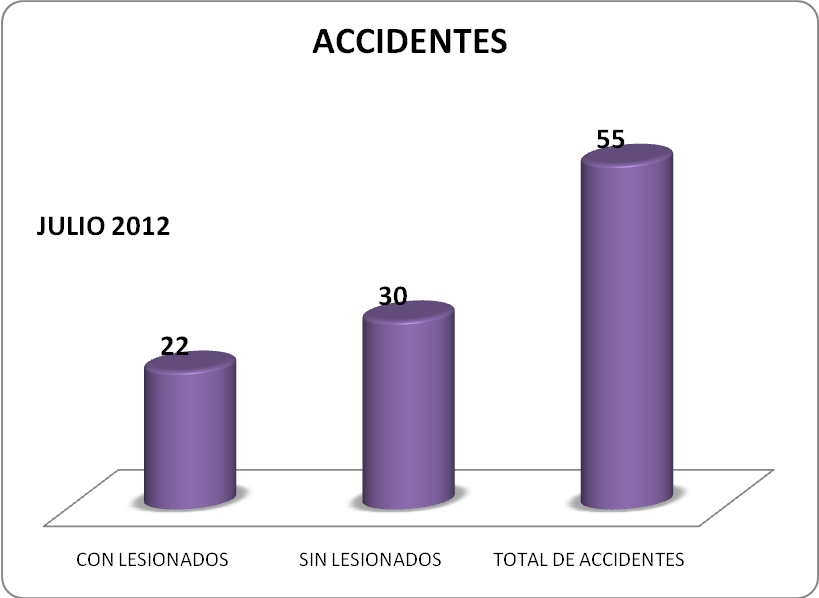 ACCIDENTES
55
JULIO 2012
30
22
CON LESIONADOS
SIN LESIONADOS
TOTAL DE ACCIDENTES